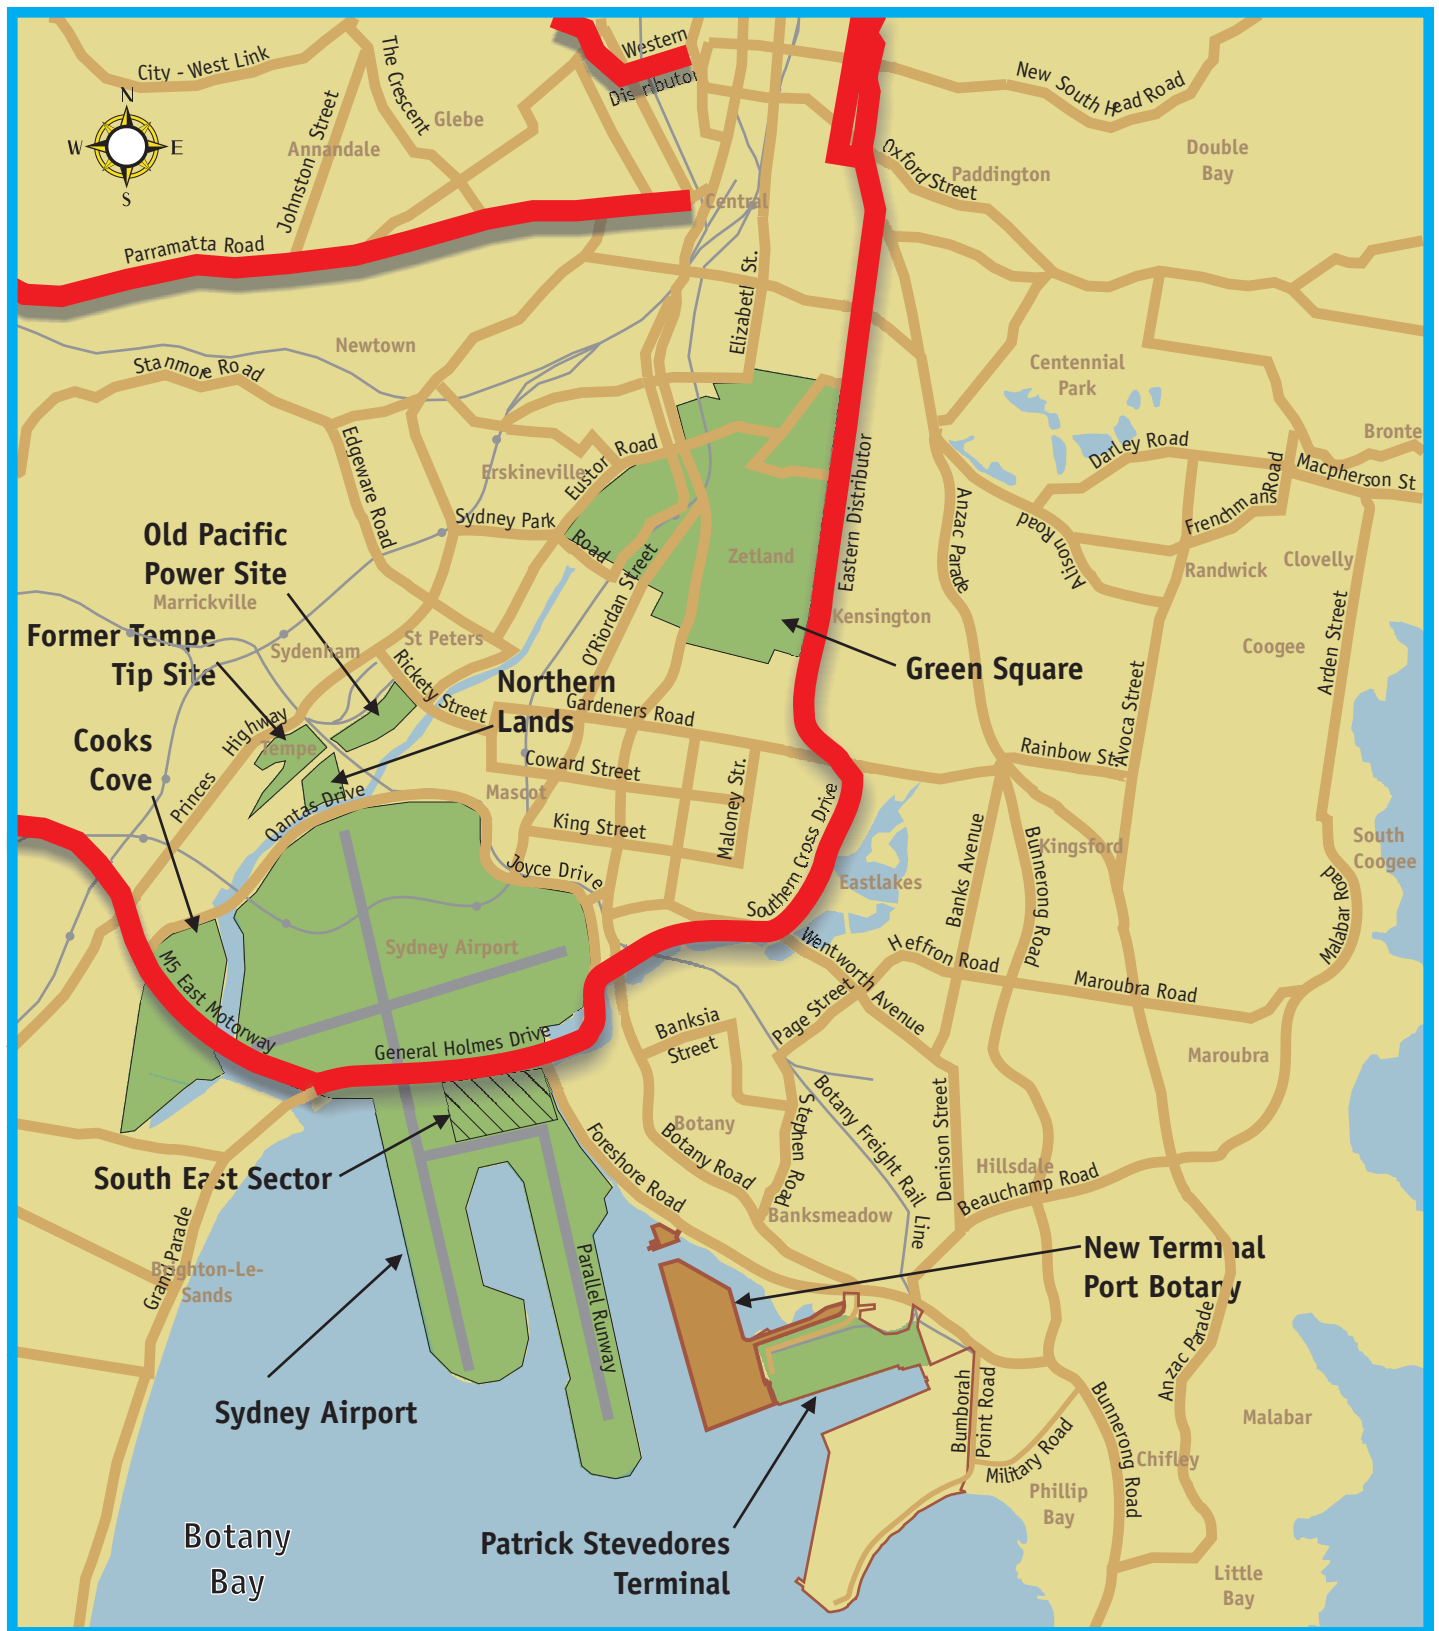 Western
Distributor
City - West Link
The Crescent
New South Head Road
Johnston Street
Glebe
Annandale
N
W
E
S
Oxford Street
Paddington
Double
Bay
Central
Parramatta Road
Elizabeth St.
Newtown
Stanmore Road
Centennial
Park
Edgeware Road
Erskineville
Euston Road
Darley Road
Bronte
Macpherson St
Frenchmans Road
Eastern Distributor
Anzac Parade
Alison Road
Sydney Park
Road
Old Pacific
Power Site
Marrickville
Zetland
Randwick
Clovelly
O'Riordan Street
Kensington
Arden Street
Former Tempe
Tip Site
Sydenham
St Peters
Coogee
Green Square
Rickety Street
Northern
Lands
Gardeners Road
Avoca Street
Highway
Princes
Tempe
Cooks
Cove
Coward Street
Rainbow St.
Maloney Str.
Mascot
Qantas Drive
King Street
Southern Cross Drive
Banks Avenue
Bunnerong Road
Kingsford
South
Coogee
Joyce Drive
Eastlakes
Malabar Road
Sydney Airport
Wentworth Avenue
Heffron Road
Maroubra Road
M5 East Motorway
General Holmes Drive
Banksia
Street
Page Street
Maroubra
Botany
Botany Road
Stephen Road
Botany Freight Rail Line
Denison Street
Hillsdale
Beauchamp Road
South East Sector
Foreshore Road
Banksmeadow
Grand Parade
Brighton-Le-
Sands
Parallel Runway
New Terminal
Port Botany
Anzac Parade
Sydney Airport
Bumborah
Point Road
Military Road
Bunnerong Road
Malabar
Chifley
Phillip
Bay
Botany
Bay
Patrick Stevedores
Terminal
Little
Bay